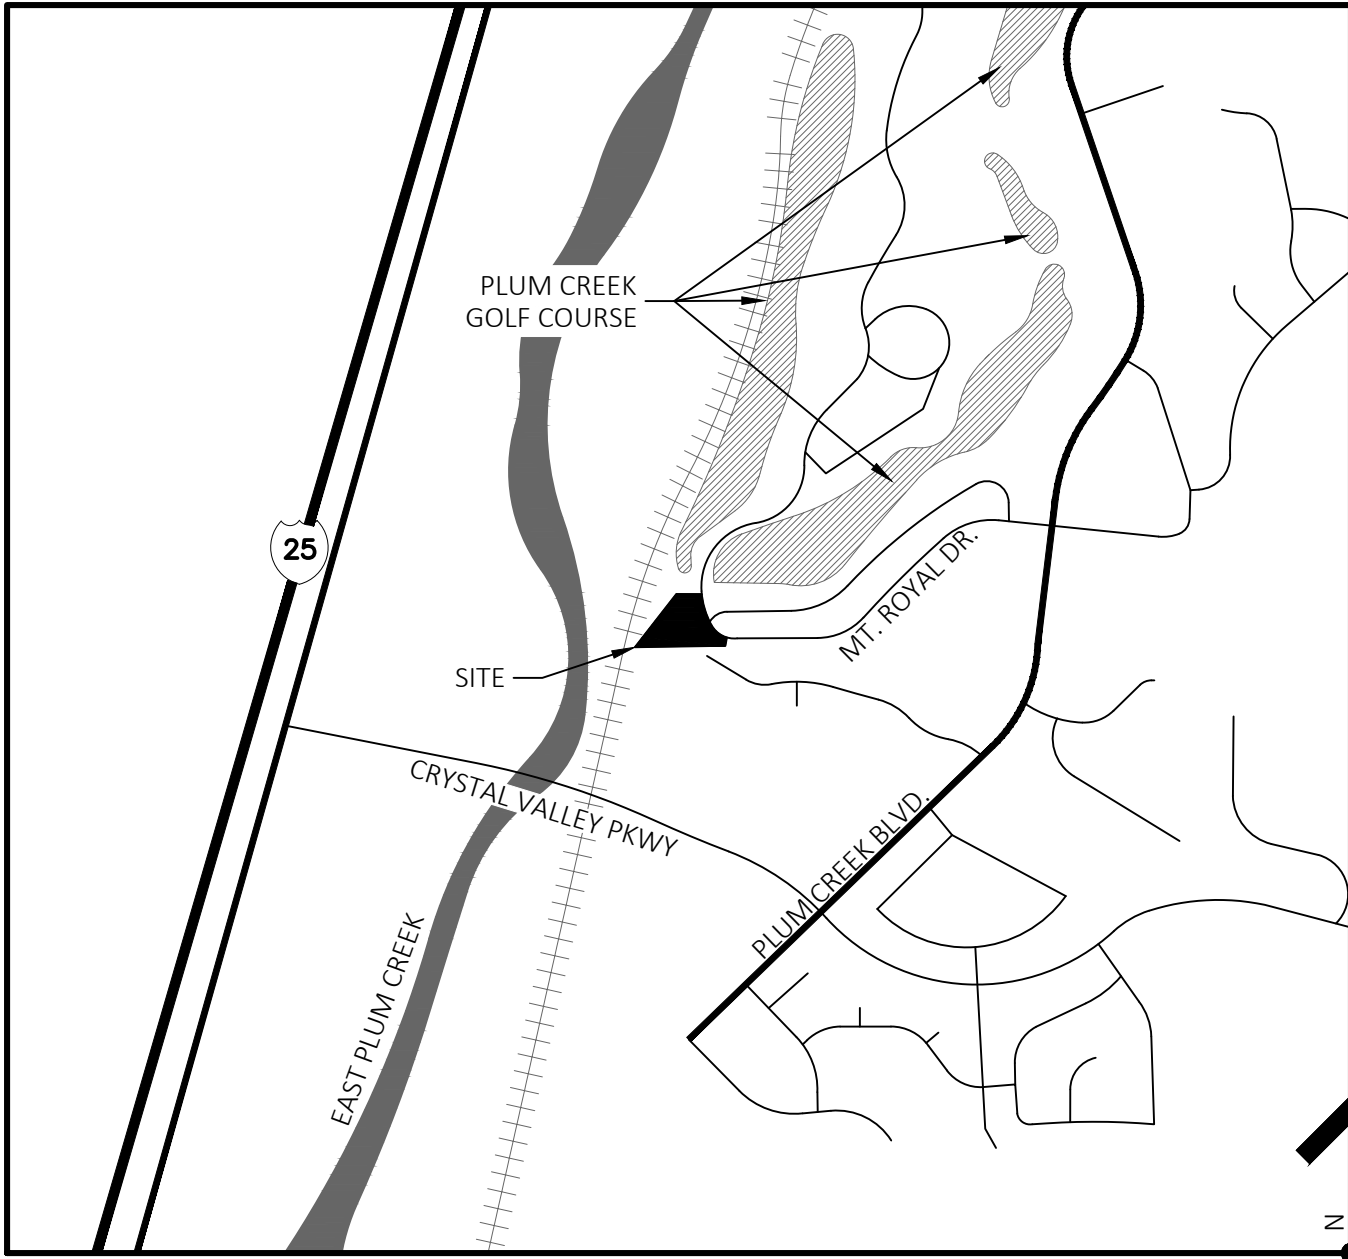 PLUM CREEK
GOLF COURSE
25
MT. ROYAL DR.
SITE
CRYSTAL VALLEY PKWY
PLUM CREEK BLVD.
EAST PLUM CREEK
N